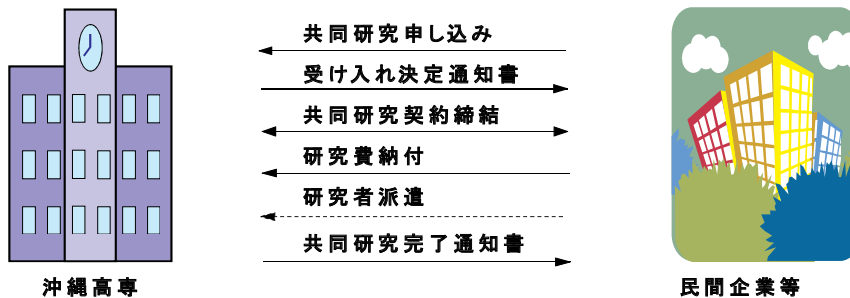 共同研究申し込み
受け入れ決定通知書
共同研究契約締結
研究費納付
研究者派遣
共同研究完了通知書
沖縄高専
民間企業等